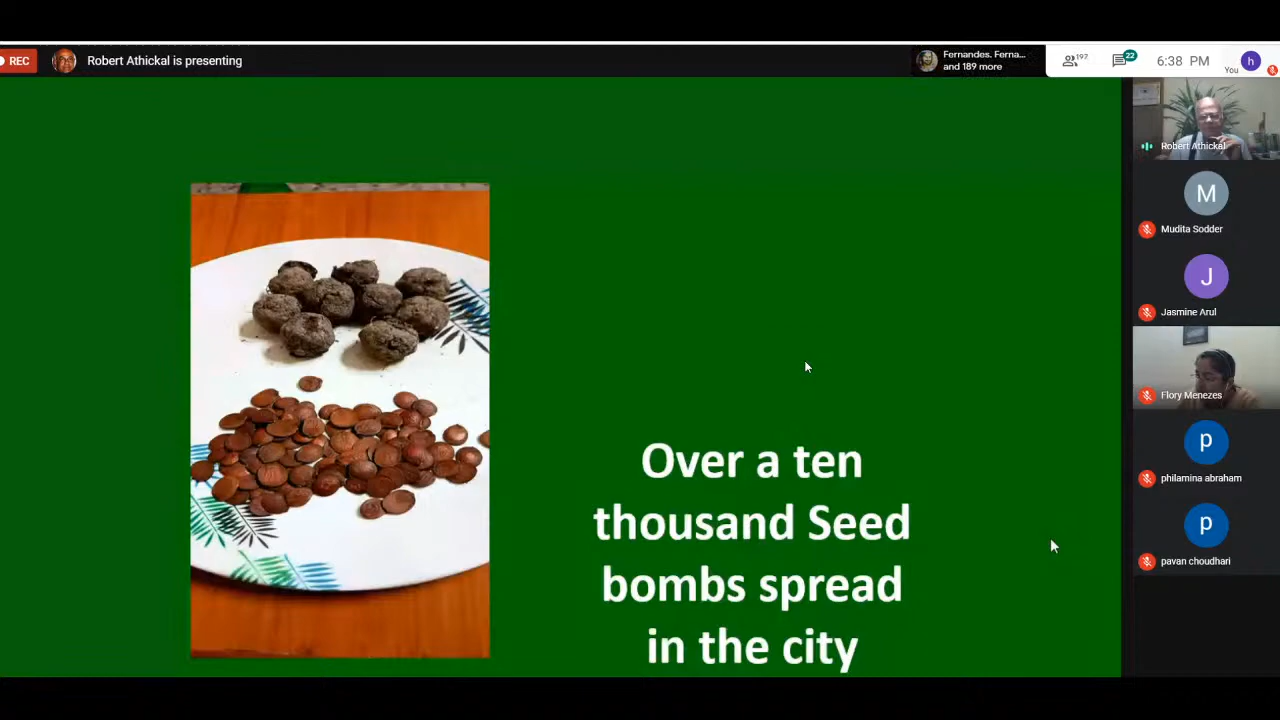 REC
Robert Athickal is presenting
Fernandes. Ferna...
and 189 more
197
22
6:38 PM
You
h
Robert Athickal
M
Mudita Sodder
J
Jasmine Arul
Flory Menezes
p
philamina abraham
p
pavan choudhari
Over a ten
thousand Seed
bombs spread
in the city